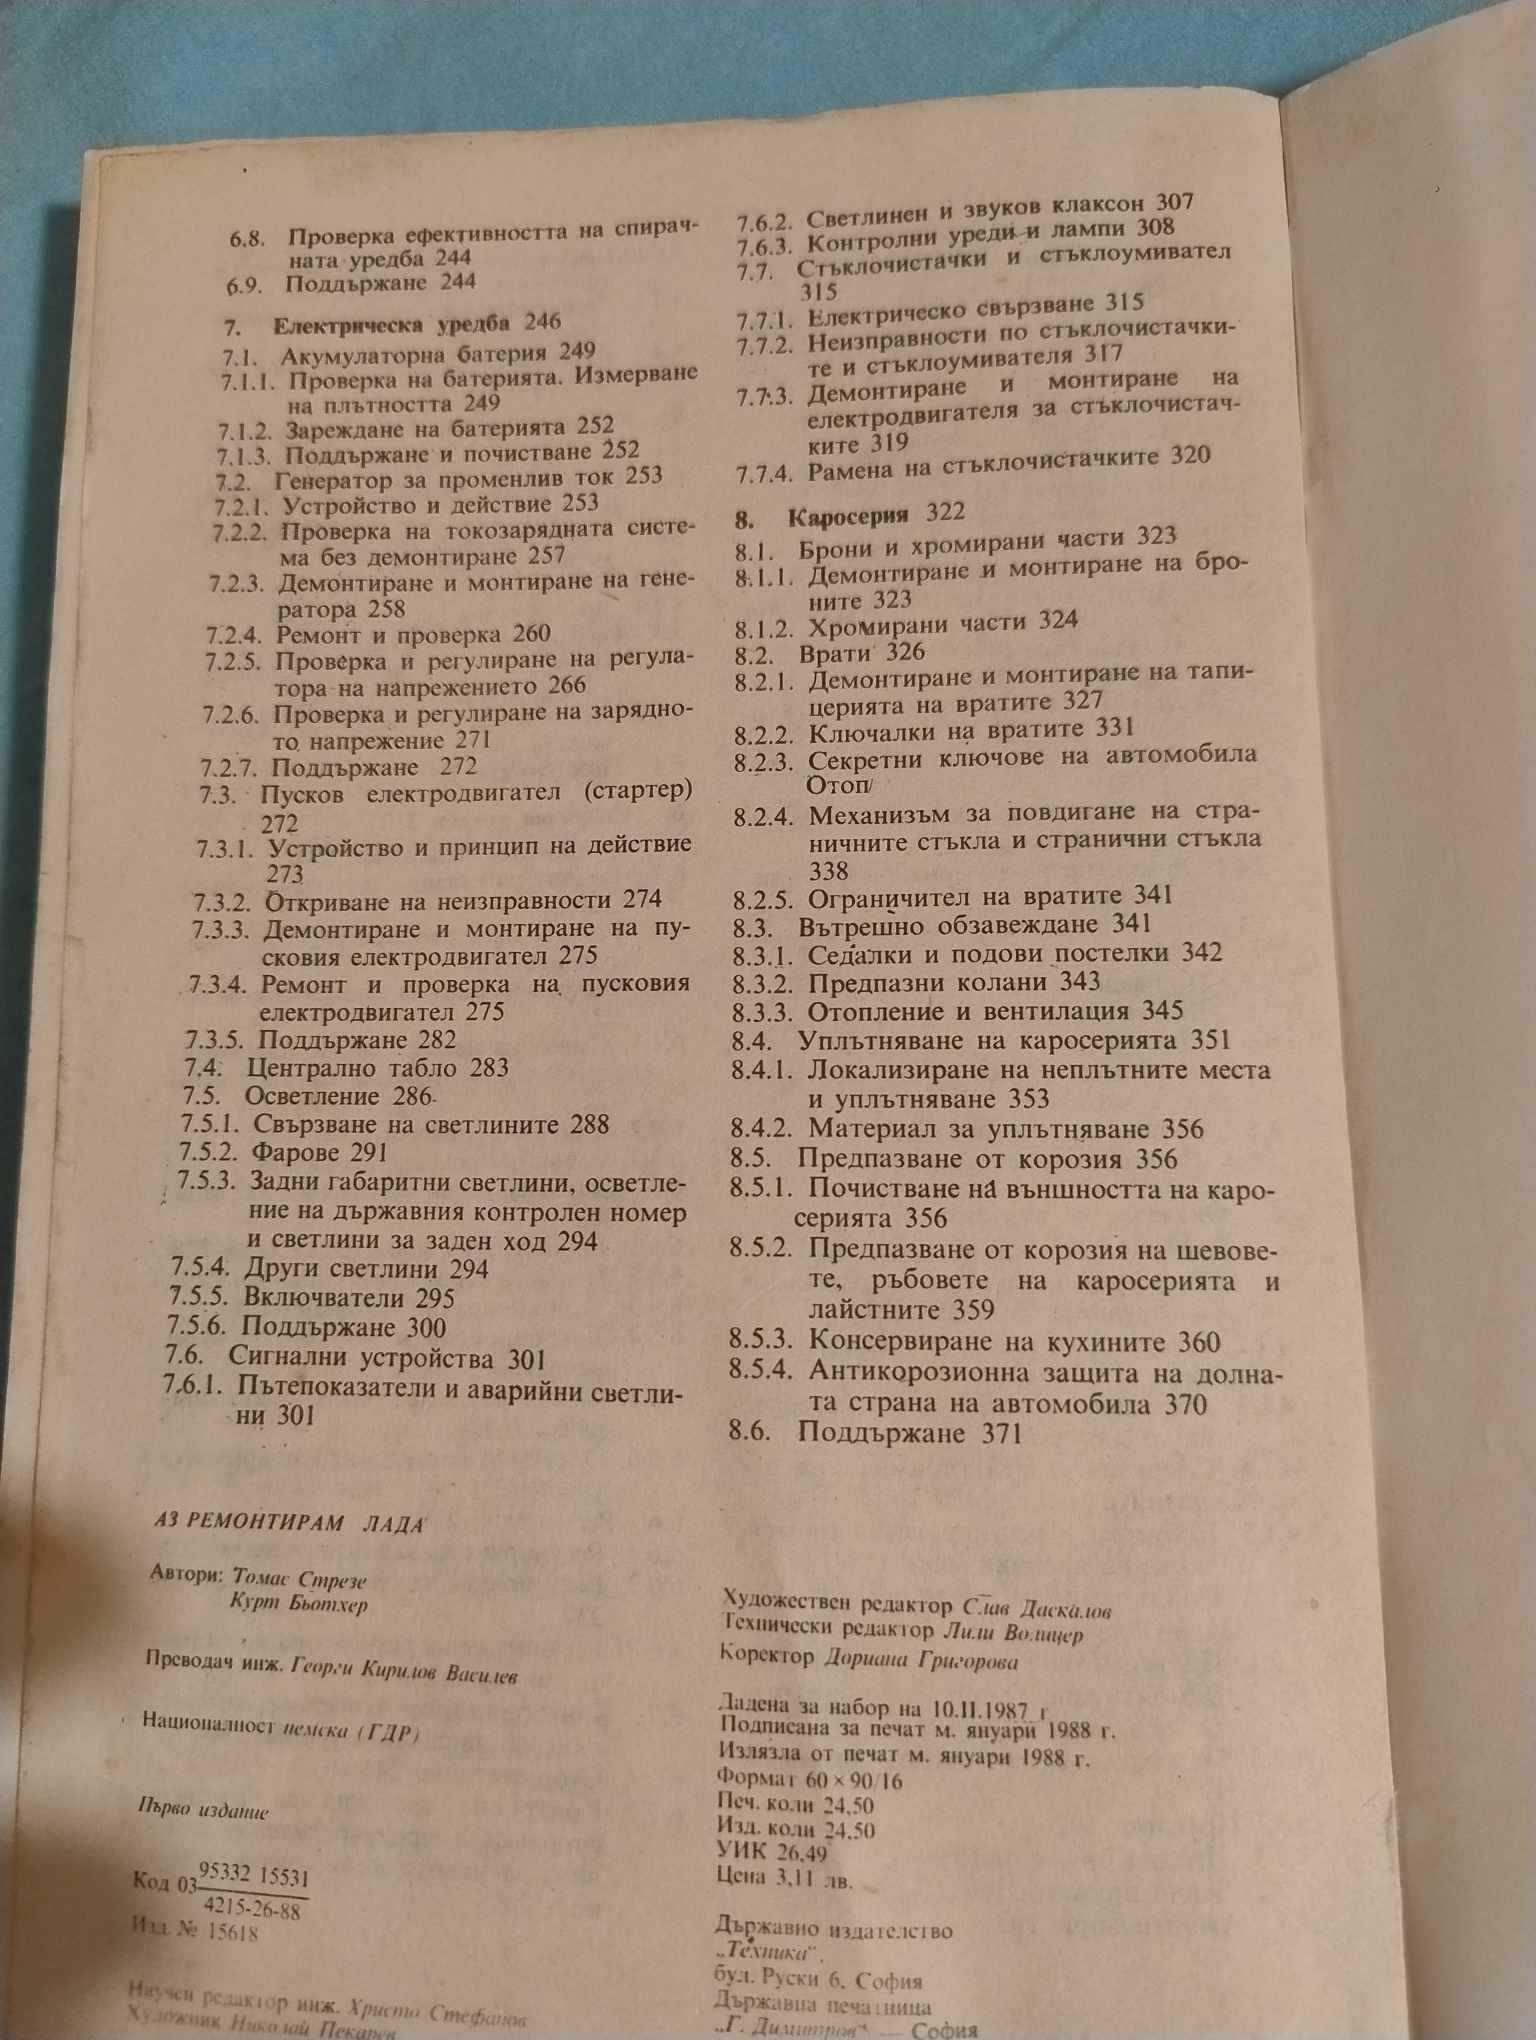 6.8. Проверка ефективността на спирач-
ната уредба 244
6.9. Поддържане 244
7. Електрическа уредба 246
7.1. Акумулаторна батерия 249
7.1.1. Проверка на батерията. Измерване
на плътността 249
7.1.2. Зареждане на батерията 252
7.1.3. Поддържане и почистване 252
7.2. Генератор за променлив ток 253
7.2.1. Устройство и действие 253
7.2.2. Проверка на токозарядната систе-
ма без демонтиране 257
7.2.3. Демонтиране и монтиране на гене-
ратора 258
7.2.4. Ремонт и проверка 260
7.2.5. Проверка и регулиране на регула-
тора на напрежението 266
7.2.6. Проверка и регулиране на зарядно-
то напрежение 271
7.2.7. Поддържане 272
7.3. Пусков електродвигател (стартер)
272
7.3.1. Устройство и принцип на действие
273
7.3.2. Откриване на неизправности 274
7.3.3. Демонтиране и монтиране на пу-
сковия електродвигател 275
7.3.4. Ремонт и проверка на пусковия
електродвигател 275
7.3.5. Поддържане 282
7.4. Централно табло 283
7.5. Осветление 286
7.5.1. Свързване на светлините 288
7.5.2. Фарове 291
7.5.3. Задни габаритни светлини, осветле-
ние на държавния контролен номер
и светлини за заден ход 294
7.5.4. Други светлини 294
7.5.5. Включватели 295
7.5.6. Поддържане 300
7.6. Сигнални устройства 301
7.6.1. Пътепоказатели и аварийни светли-
ни 301
7.6.2. Светлинен и звуков клаксон 307
7.6.3. Контролни уреди и лампи 308
7.7. Стъклочистачки и стъклоумивател
315
7.7.1. Електрическо свързване 315
7.7.2. Неизправности по стъклочистачки-
те и стъклоумивателя 317
7.7.3. Демонтиране и монтиране на
електродвигателя за стъклочистач-
ките 319
7.7.4. Рамена на стъклочистачките 320
8. Каросерия 322
8.1. Брони и хромирани части 323
8.1.1. Демонтиране и монтиране на бро-
ните 323
8.1.2. Хромирани части 324
8.2. Врати 326
8.2.1. Демонтиране и монтиране на тапи-
церията на вратите 327
8.2.2. Ключалки на вратите 331
8.2.3. Секретни ключове на автомобила
Отоп
8.2.4. Механизъм за повдигане на стра-
ничните стъкла и странични стъкла
338
8.2.5. Ограничител на вратите 341
8.3. Вътрешно обзавеждане 341
8.3.1. Седалки и подови постелки 342
8.3.2. Предпазни колани 343
8.3.3. Отопление и вентилация 345
8.4. Уплътняване на каросерията 351
8.4.1. Локализиране на неплътните места
и уплътняване 353
8.4.2. Материал за уплътняване 356
8.5. Предпазване от корозия 356
8.5.1. Почистване на външността на каро-
серията 356
8.5.2. Предпазване от корозия на шевове-
те, ръбовете на каросерията и
лайстните 359
8.5.3. Консервиране на кухините 360
8.5.4. Антикорозионна защита на долна-
та страна на автомобила 370
8.6. Поддържане 371
АЗ РЕМОНТИРАМ ЛАДА
Автори: Томас Стрезе
Курт Бьотхер
Преводач инж. Георги Кирилов Василев
Националност немска (ГДР)
Първо издание
Код 03 95332 15531
4215-26-88
Изд. № 15618
Научен редактор инж. Христо Стефанов
Художник Николай Пекарев
Художествен редактор Слав Даскалов
Технически редактор Лили Волицер
Коректор Дориана Григорова
Дадена за набор на 10.II.1987 г.
Подписана за печат м. януари 1988 г.
Излязла от печат м. януари 1988 г.
Формат 60 × 90/16
Печ. коли 24,50
Изд. коли 24,50
УИК 26,49
Цена 3,11 лв.
Държавно издателство
„Техника“,
бул. Руски 6, София
Държавна печатница
„Г. Димитров“ — София